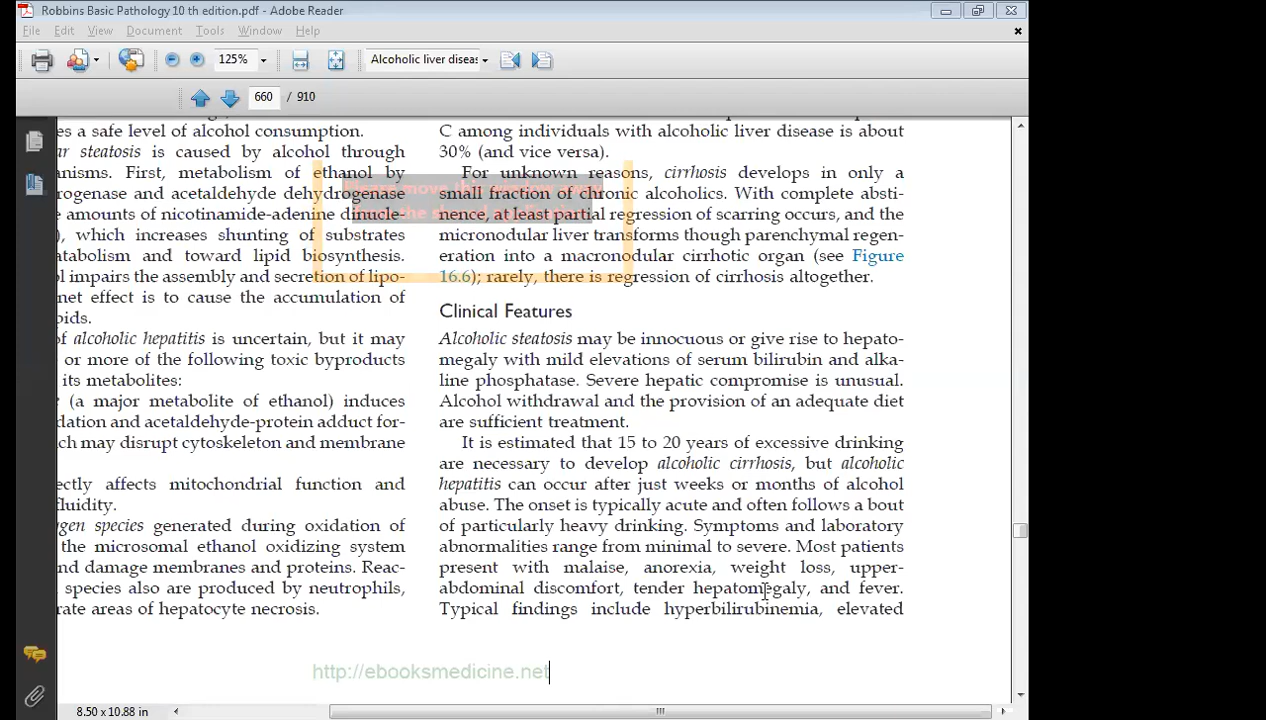 Robbins Basic Pathology 10 th edition.pdf - Adobe Reader
File Edit View Document Tools Window Help
125%
Alcoholic liver diseas
660 / 910
es a safe level of alcohol consumption.
ar steatosis is caused by alcohol through
anisms. First, metabolism of ethanol by
rogenase and acetaldehyde dehydrogenase
e amounts of nicotinamide-adenine dinucle-
), which increases shunting of substrates
atabolism and toward lipid biosynthesis.
ol impairs the assembly and secretion of lipo-
net effect is to cause the accumulation of
pids.
of alcoholic hepatitis is uncertain, but it may
or more of the following toxic byproducts
its metabolites:
(a major metabolite of ethanol) induces
dation and acetaldehyde-protein adduct for-
ch may disrupt cytoskeleton and membrane
ectly affects mitochondrial function and
fluidity.
gen species generated during oxidation of
the microsomal ethanol oxidizing system
nd damage membranes and proteins. Reac-
species also are produced by neutrophils,
rate areas of hepatocyte necrosis.
C among individuals with alcoholic liver disease is about
30% (and vice versa).
For unknown reasons, cirrhosis develops in only a
small fraction of chronic alcoholics. With complete absti-
nence, at least partial regression of scarring occurs, and the
micronodular liver transforms though parenchymal regen-
eration into a macronodular cirrhotic organ (see Figure
16.6); rarely, there is regression of cirrhosis altogether.
Clinical Features
Alcoholic steatosis may be innocuous or give rise to hepato-
megaly with mild elevations of serum bilirubin and alka-
line phosphatase. Severe hepatic compromise is unusual.
Alcohol withdrawal and the provision of an adequate diet
are sufficient treatment.
It is estimated that 15 to 20 years of excessive drinking
are necessary to develop alcoholic cirrhosis, but alcoholic
hepatitis can occur after just weeks or months of alcohol
abuse. The onset is typically acute and often follows a bout
of particularly heavy drinking. Symptoms and laboratory
abnormalities range from minimal to severe. Most patients
present with malaise, anorexia, weight loss, upper-
abdominal discomfort, tender hepatomegaly, and fever.
Typical findings include hyperbilirubinemia, elevated
Please move this window away
http://ebooksmedicine.net
8.50 x 10.88 in